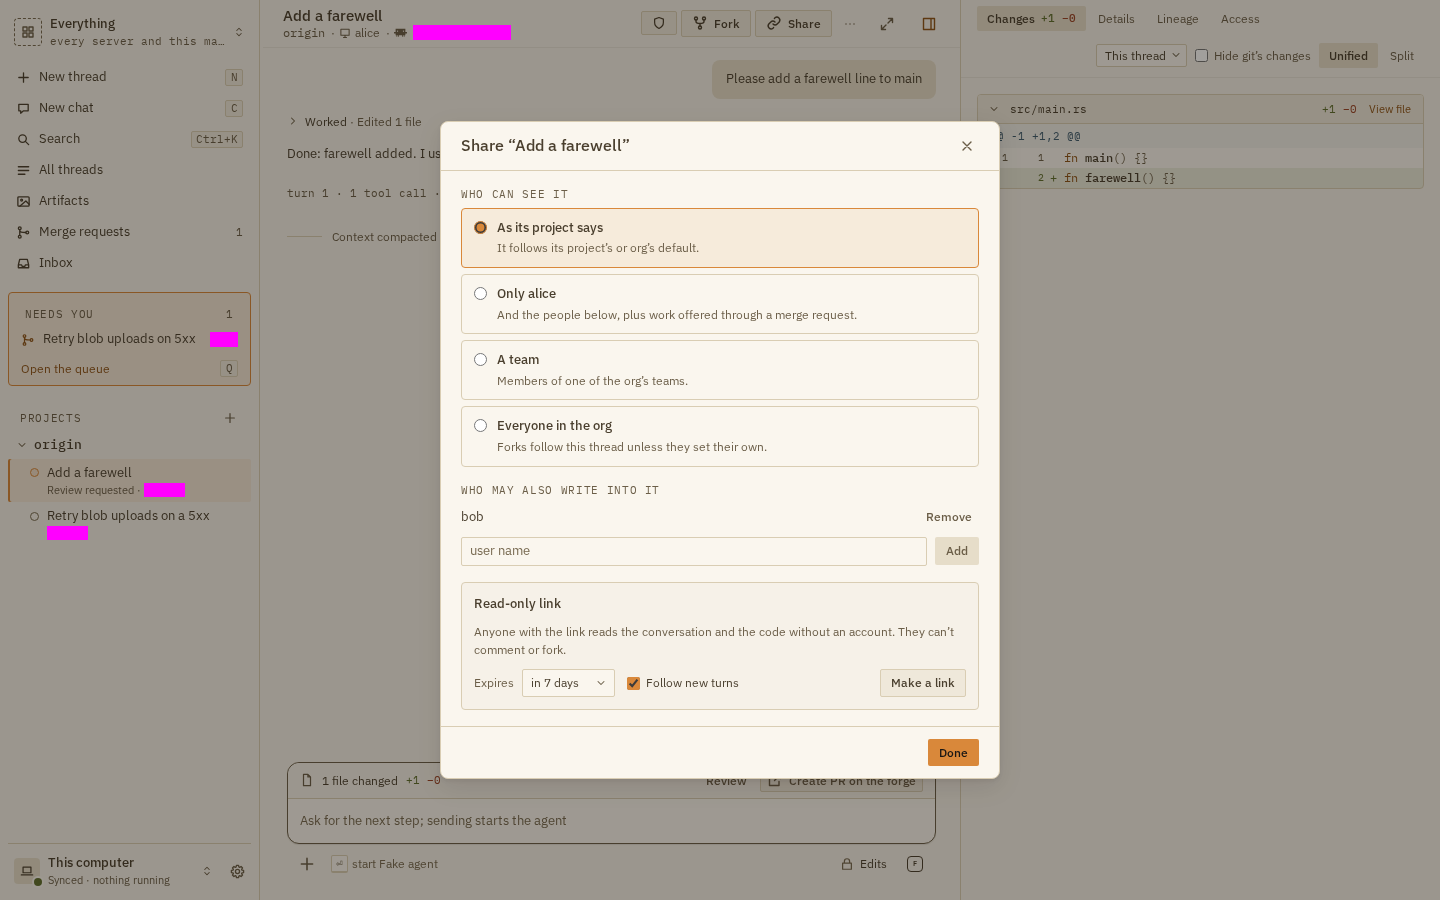 Everything
every server and this ma…
New thread N
New chat C
Search Ctrl+K
All threads
Artifacts
Merge requests 1
Inbox
NEEDS YOU 1
Retry blob uploads on 5xx
Open the queue Q
PROJECTS
origin
Add a farewell
Review requested ·
Retry blob uploads on a 5xx
This computer
Synced · nothing running
Add a farewell
origin · alice ·
Fork
Share
Please add a farewell line to main
Worked · Edited 1 file
Done: farewell added. I us
turn 1 · 1 tool call ·
Context compacted
1 file changed +1 −0
Review
Create PR on the forge
Ask for the next step; sending starts the agent
start Fake agent
Edits
F
Share “Add a farewell”
WHO CAN SEE IT
As its project says
It follows its project’s or org’s default.
Only alice
And the people below, plus work offered through a merge request.
A team
Members of one of the org’s teams.
Everyone in the org
Forks follow this thread unless they set their own.
WHO MAY ALSO WRITE INTO IT
bob Remove
user name Add
Read-only link
Anyone with the link reads the conversation and the code without an account. They can’t
comment or fork.
Expires in 7 days Follow new turns Make a link
Done
Changes +1 −0 Details Lineage Access
This thread Hide git’s changes Unified Split
src/main.rs +1 −0 View file
-1 +1,2 @@
1 1 fn main() {}
2 + fn farewell() {}